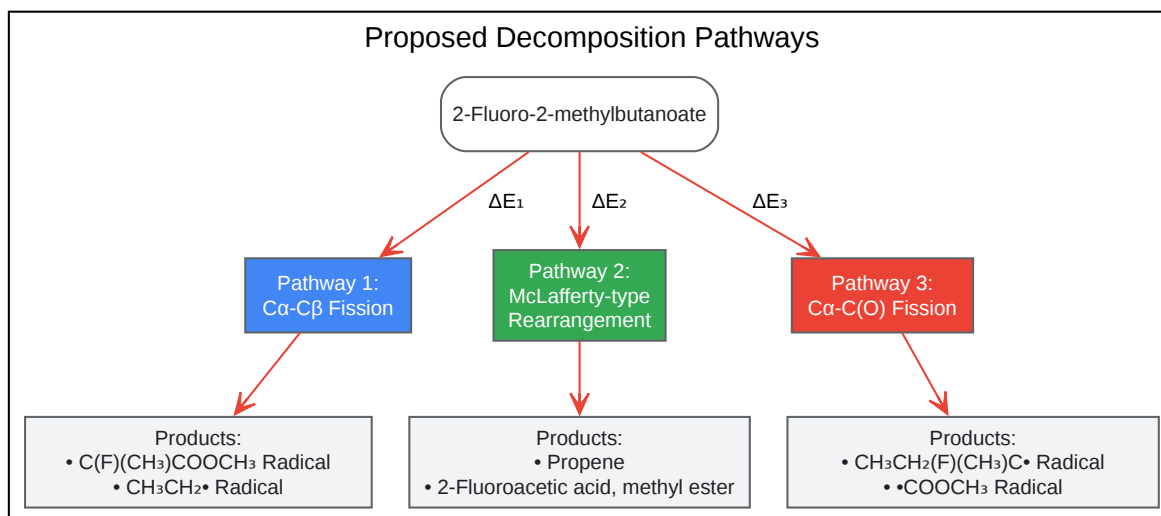 Proposed Decomposition Pathways
2-Fluoro-2-methylbutanoate
ΔE₁
ΔE₂
ΔE₃
Pathway 1:
Cα-Cβ Fission
Pathway 2:
McLafferty-type
Rearrangement
Pathway 3:
Cα-C(O) Fission
Products:
• C(F)(CH₃)COOCH₃ Radical
• CH₃CH₂• Radical
Products:
• Propene
• 2-Fluoroacetic acid, methyl ester
Products:
• CH₃CH₂(F)(CH₃)C• Radical
• •COOCH₃ Radical